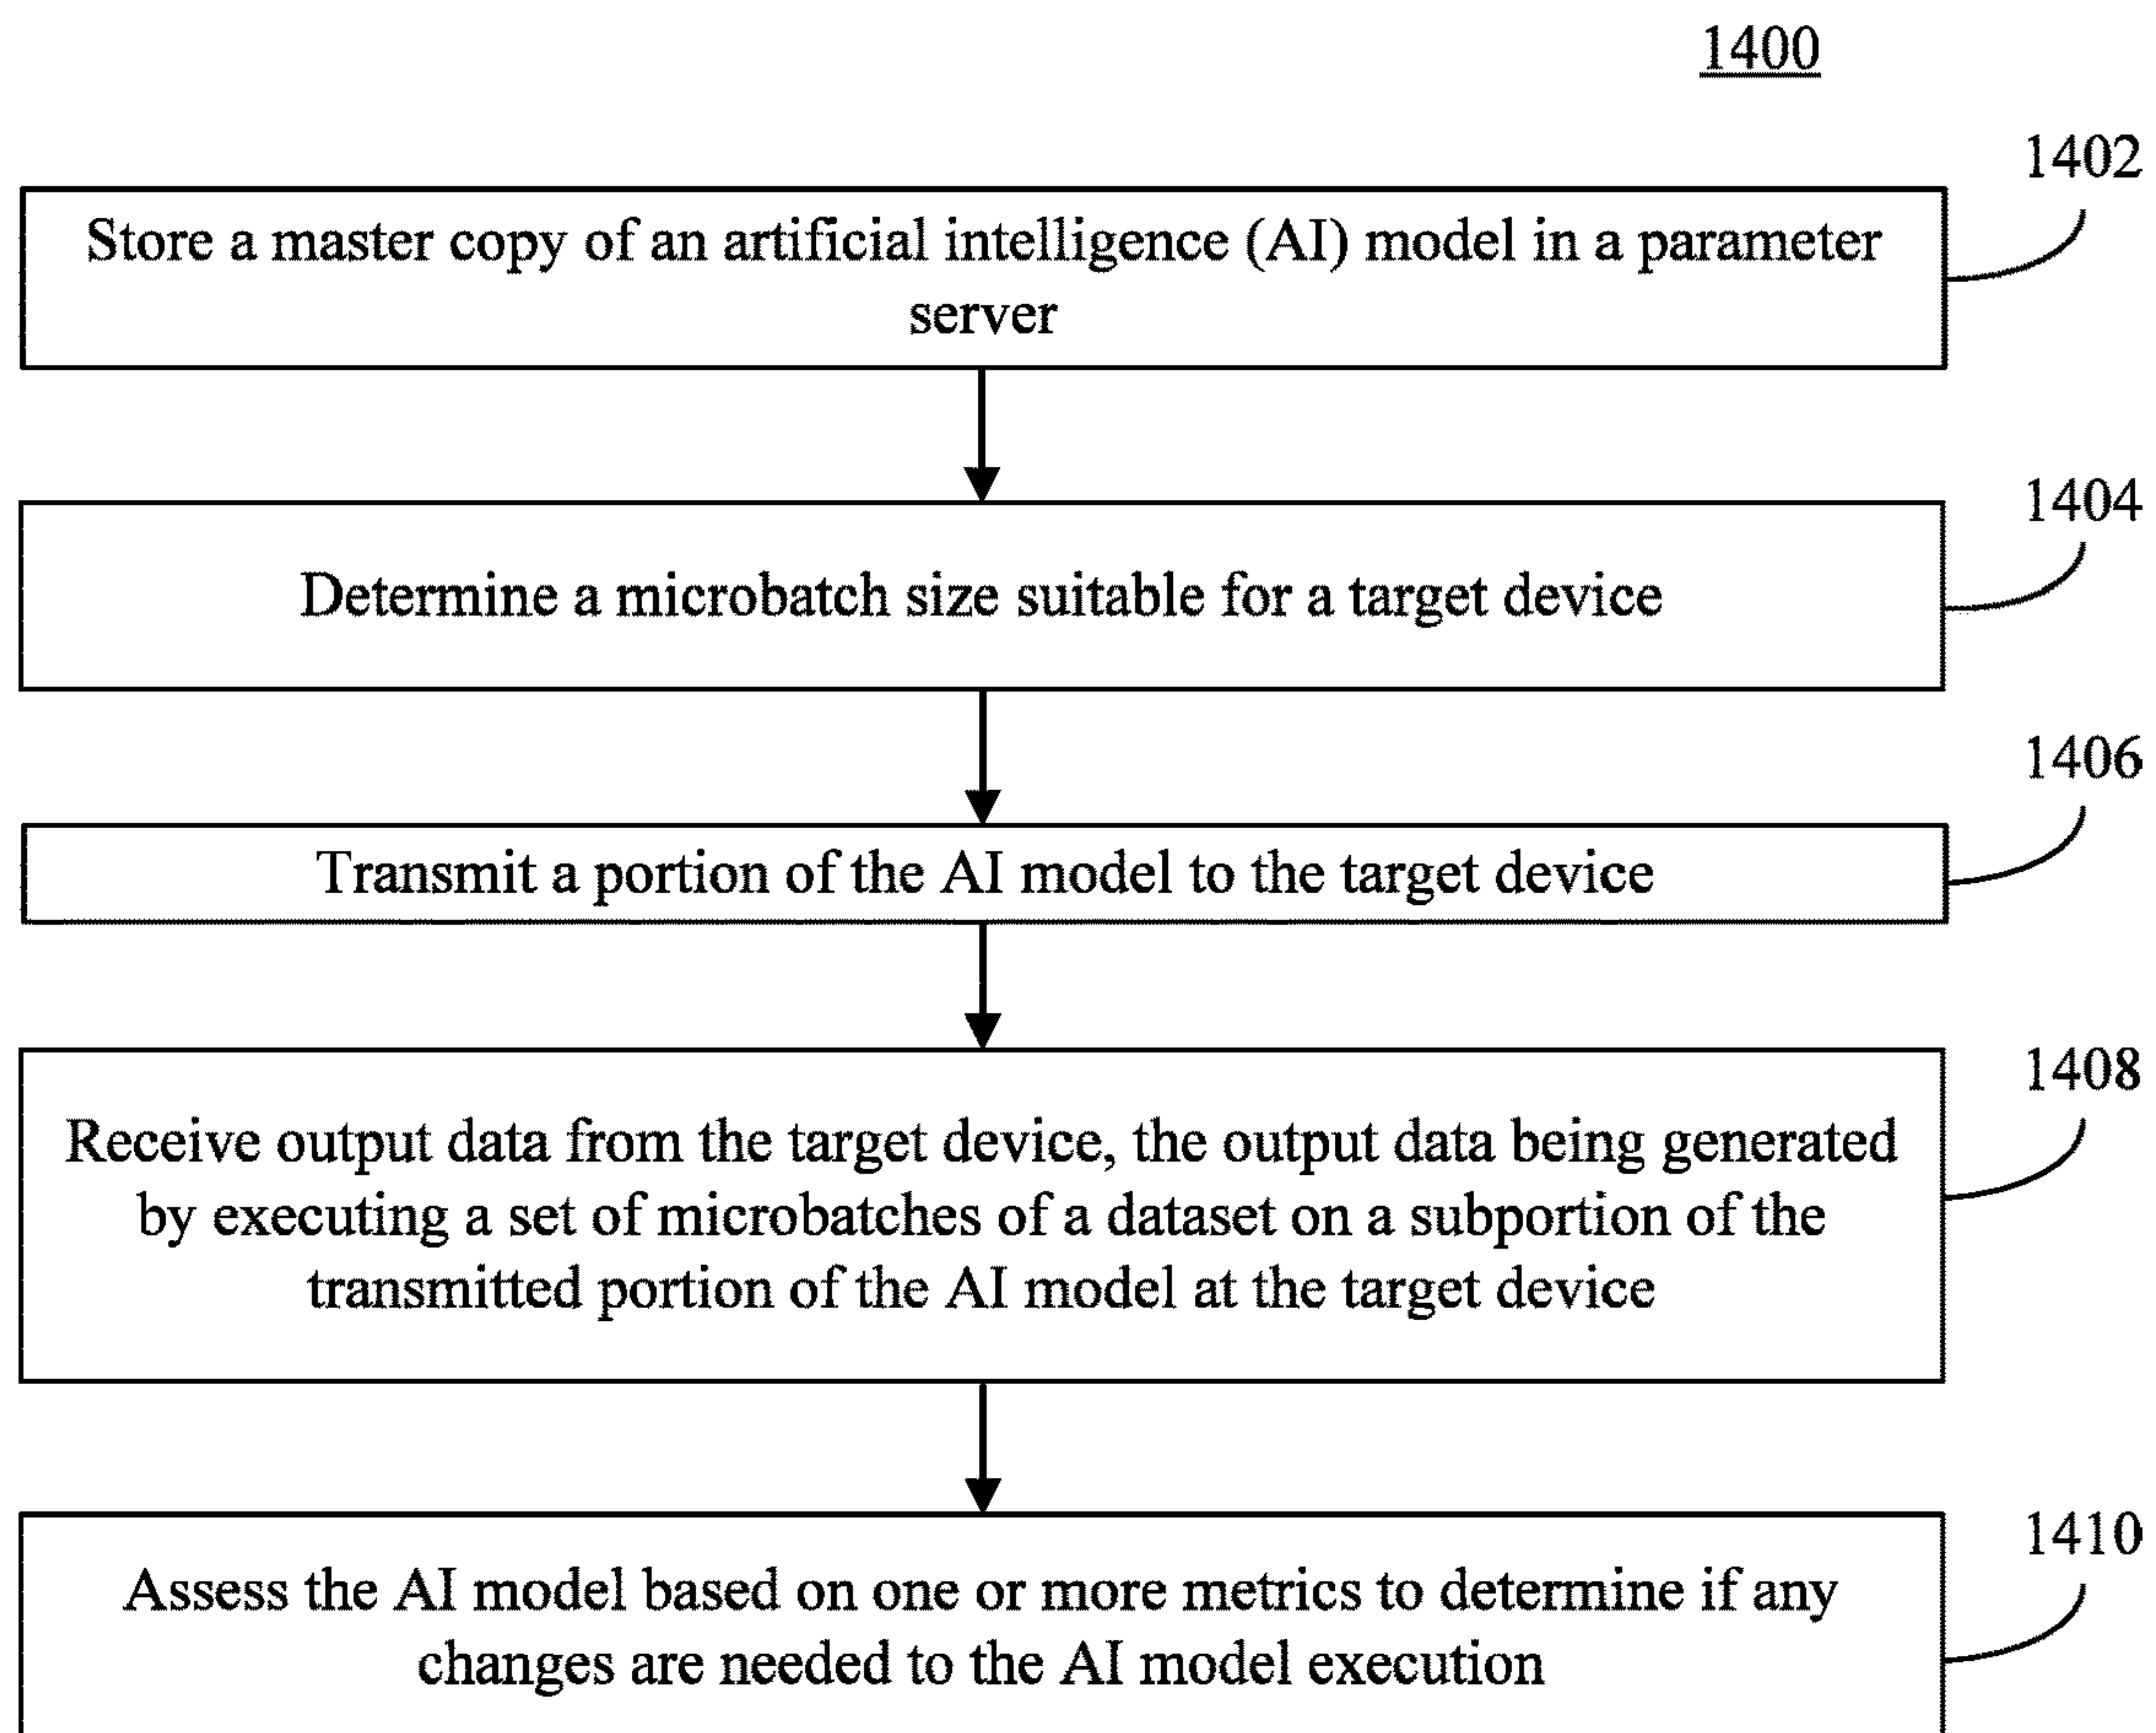 1400
1402
Store a master copy of an artificial intelligence (AI) model in a parameter
server
1404
Determine a microbatch size suitable for a target device
1406
Transmit a portion of the AI model to the target device
1408
Receive output data from the target device, the output data being generated
by executing a set of microbatches of a dataset on a subportion of the
transmitted portion of the AI model at the target device
1410
Assess the AI model based on one or more metrics to determine if any
changes are needed to the AI model execution